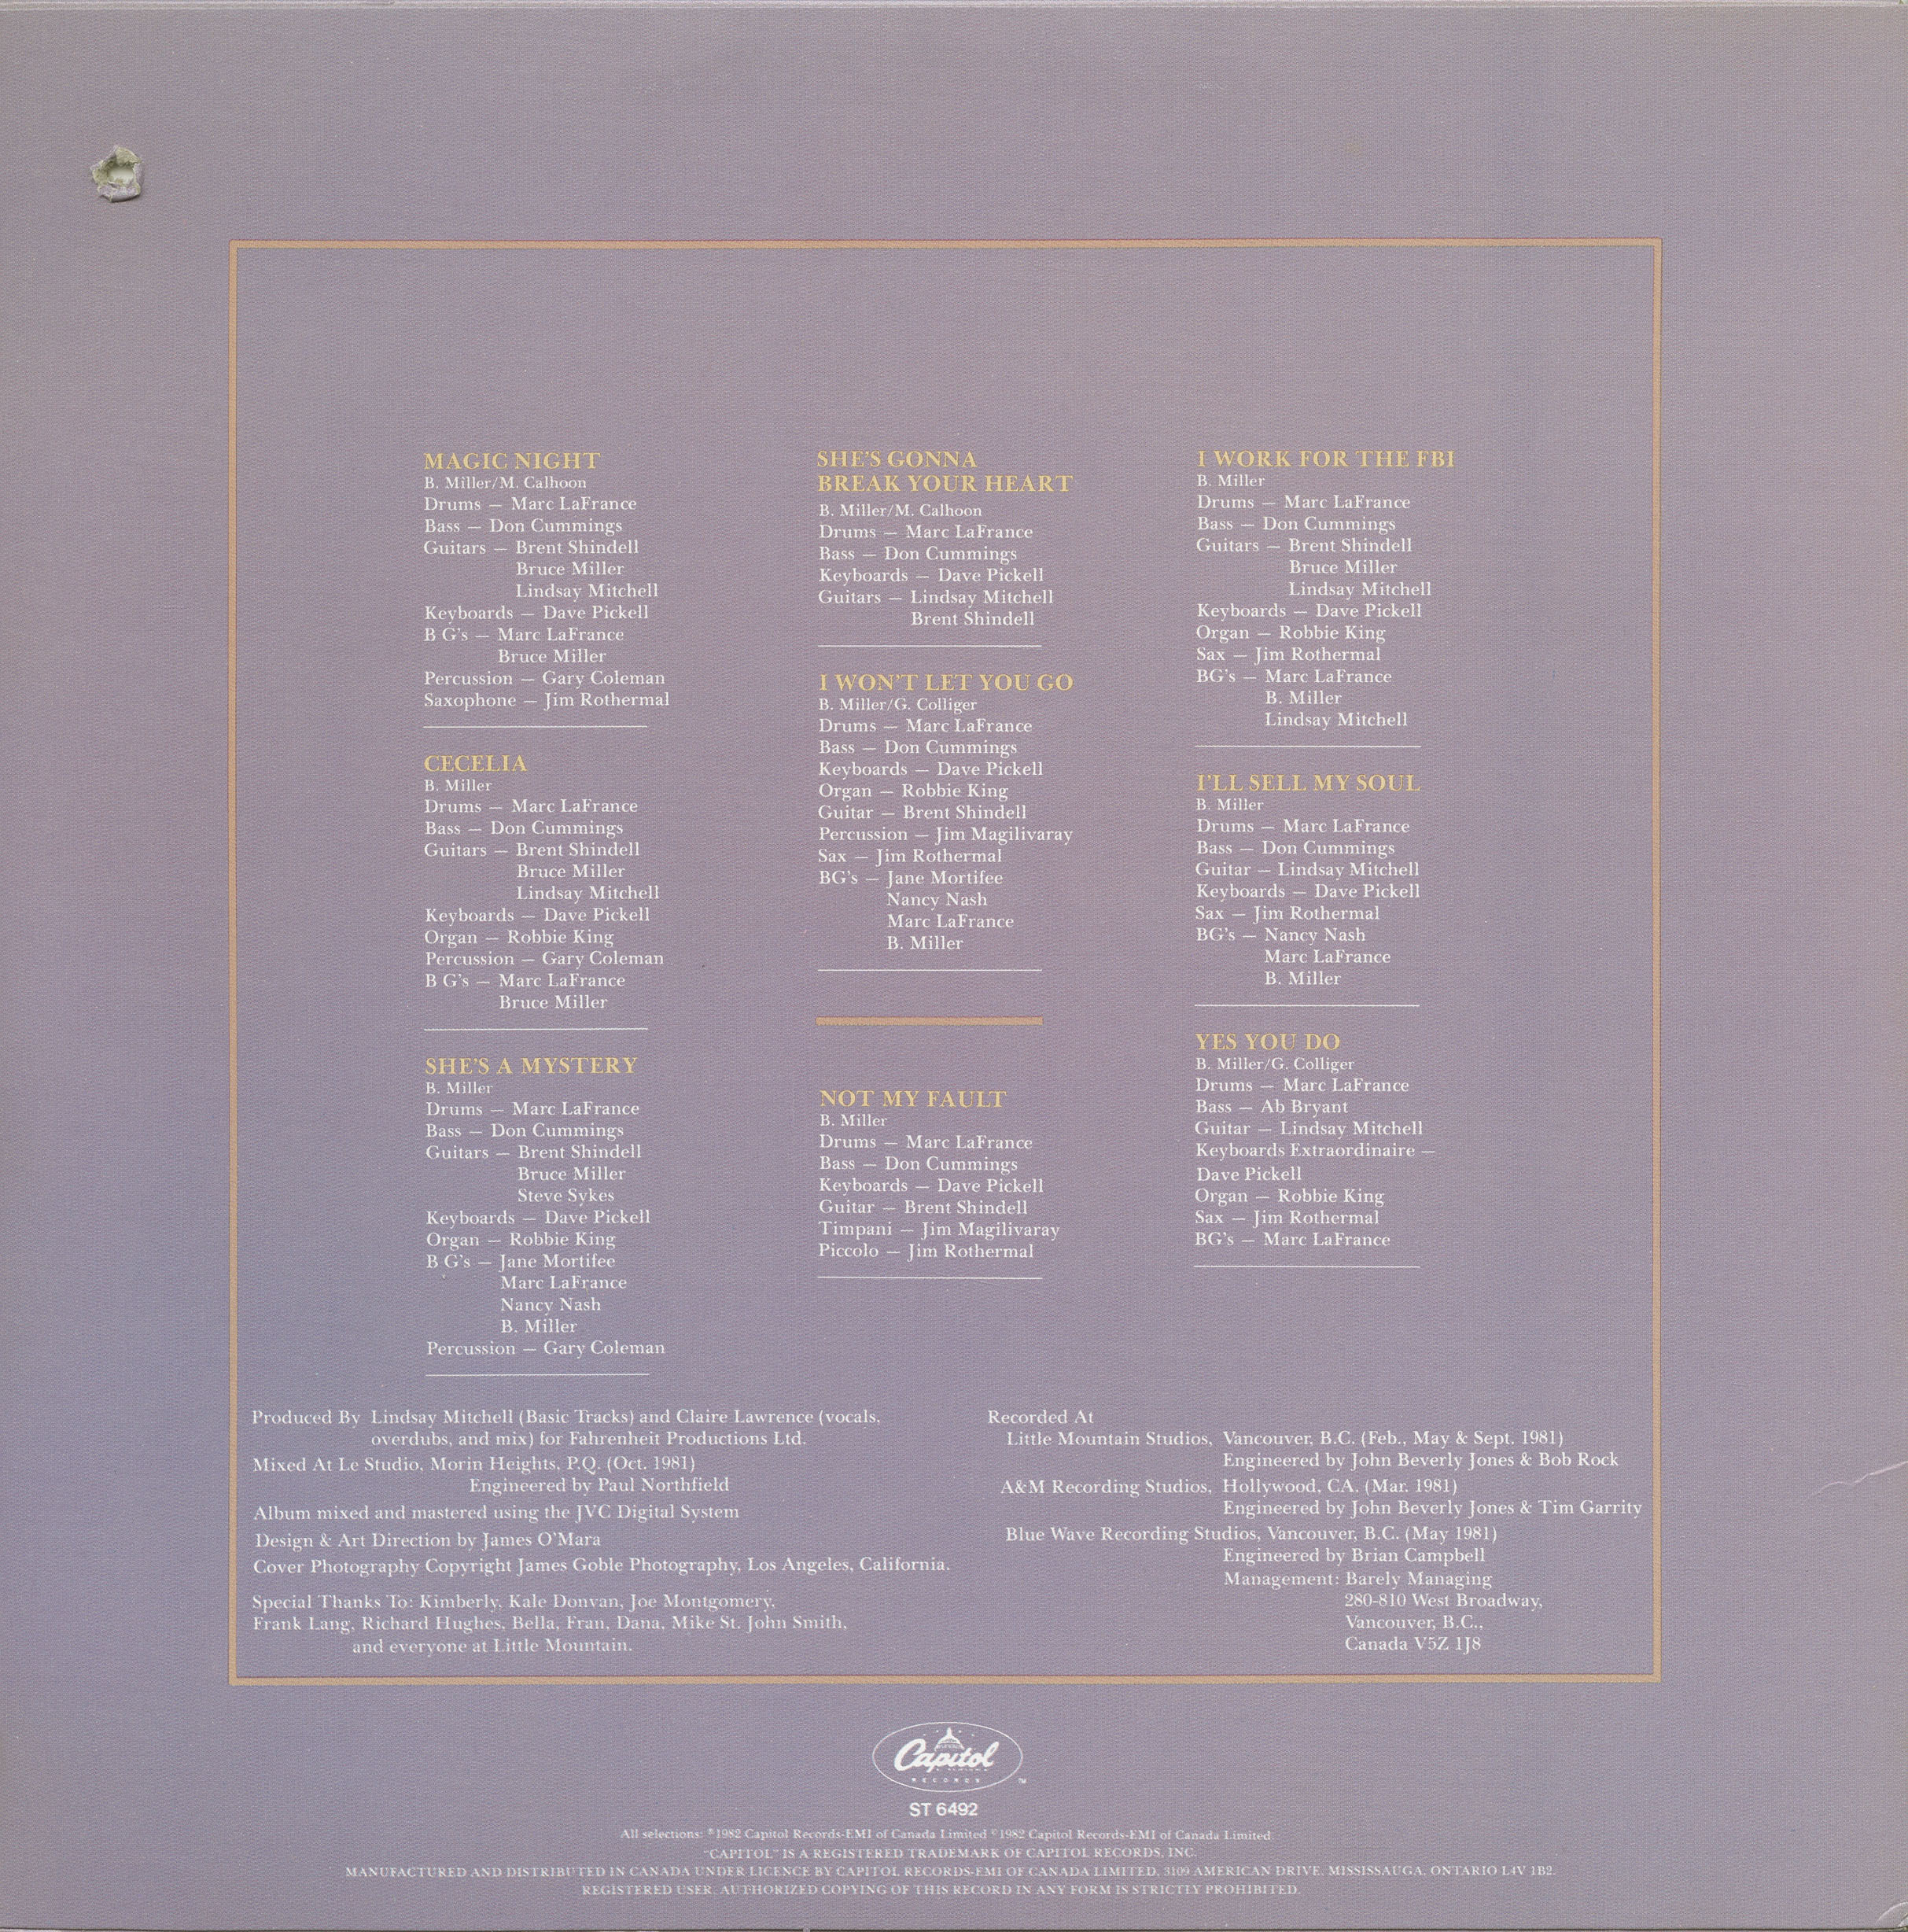 MAGIC NIGHT
B. Miller/M. Calhoon
Drums — Marc LaFrance
Bass — Don Cummings
Guitars — Brent Shindell
Bruce Miller
Lindsay Mitchell
Keyboards — Dave Pickell
B G's — Marc LaFrance
Bruce Miller
Percussion — Gary Coleman
Saxophone — Jim Rothermal
CECELIA
B. Miller
Drums — Marc LaFrance
Bass — Don Cummings
Guitars — Brent Shindell
Bruce Miller
Lindsay Mitchell
Keyboards — Dave Pickell
Organ — Robbie King
Percussion — Gary Coleman
B G's — Marc LaFrance
Bruce Miller
SHE'S A MYSTERY
B. Miller
Drums — Marc LaFrance
Bass — Don Cummings
Guitars — Brent Shindell
Bruce Miller
Steve Sykes
Keyboards — Dave Pickell
Organ — Robbie King
B G's — Jane Mortifee
Marc LaFrance
Nancy Nash
B. Miller
Percussion — Gary Coleman
SHE'S GONNA
BREAK YOUR HEART
B. Miller/M. Calhoon
Drums — Marc LaFrance
Bass — Don Cummings
Keyboards — Dave Pickell
Guitars — Lindsay Mitchell
Brent Shindell
I WON'T LET YOU GO
B. Miller/G. Colliger
Drums — Marc LaFrance
Bass — Don Cummings
Keyboards — Dave Pickell
Organ — Robbie King
Guitar — Brent Shindell
Percussion — Jim Magilivaray
Sax — Jim Rothermal
BG's — Jane Mortifee
Nancy Nash
Marc LaFrance
B. Miller
NOT MY FAULT
B. Miller
Drums — Marc LaFrance
Bass — Don Cummings
Keyboards — Dave Pickell
Guitar — Brent Shindell
Timpani — Jim Magilivaray
Piccolo — Jim Rothermal
I WORK FOR THE FBI
B. Miller
Drums — Marc LaFrance
Bass — Don Cummings
Guitars — Brent Shindell
Bruce Miller
Lindsay Mitchell
Keyboards — Dave Pickell
Organ — Robbie King
Sax — Jim Rothermal
BG's — Marc LaFrance
B. Miller
Lindsay Mitchell
I'LL SELL MY SOUL
B. Miller
Drums — Marc LaFrance
Bass — Don Cummings
Guitar — Lindsay Mitchell
Keyboards — Dave Pickell
Sax — Jim Rothermal
BG's — Nancy Nash
Marc LaFrance
B. Miller
YES YOU DO
B. Miller/G. Colliger
Drums — Marc LaFrance
Bass — Ab Bryant
Guitar — Lindsay Mitchell
Keyboards Extraordinaire —
Dave Pickell
Organ — Robbie King
Sax — Jim Rothermal
BG's — Marc LaFrance
Produced By Lindsay Mitchell (Basic Tracks) and Claire Lawrence (vocals,
overdubs, and mix) for Fahrenheit Productions Ltd.
Mixed At Le Studio, Morin Heights, P.Q. (Oct. 1981)
Engineered by Paul Northfield
Album mixed and mastered using the JVC Digital System
Design & Art Direction by James O'Mara
Cover Photography Copyright James Goble Photography, Los Angeles, California.
Special Thanks To: Kimberly, Kale Donvan, Joe Montgomery,
Frank Lang, Richard Hughes, Bella, Fran, Dana, Mike St. John Smith,
and everyone at Little Mountain.
Recorded At
Little Mountain Studios, Vancouver, B.C. (Feb., May & Sept. 1981)
Engineered by John Beverly Jones & Bob Rock
A&M Recording Studios, Hollywood, CA. (Mar. 1981)
Engineered by John Beverly Jones & Tim Garrity
Blue Wave Recording Studios, Vancouver, B.C. (May 1981)
Engineered by Brian Campbell
Management: Barely Managing
280-810 West Broadway,
Vancouver, B.C.,
Canada V5Z 1J8
Capitol
RECORDS
TM
ST 6492
All selections: ℗1982 Capitol Records-EMI of Canada Limited ©1982 Capitol Records-EMI of Canada Limited.
"CAPITOL" IS A REGISTERED TRADEMARK OF CAPITOL RECORDS, INC.
MANUFACTURED AND DISTRIBUTED IN CANADA UNDER LICENCE BY CAPITOL RECORDS-EMI OF CANADA LIMITED, 3109 AMERICAN DRIVE, MISSISSAUGA, ONTARIO L4V 1B2.
REGISTERED USER. AUTHORIZED COPYING OF THIS RECORD IN ANY FORM IS STRICTLY PROHIBITED.